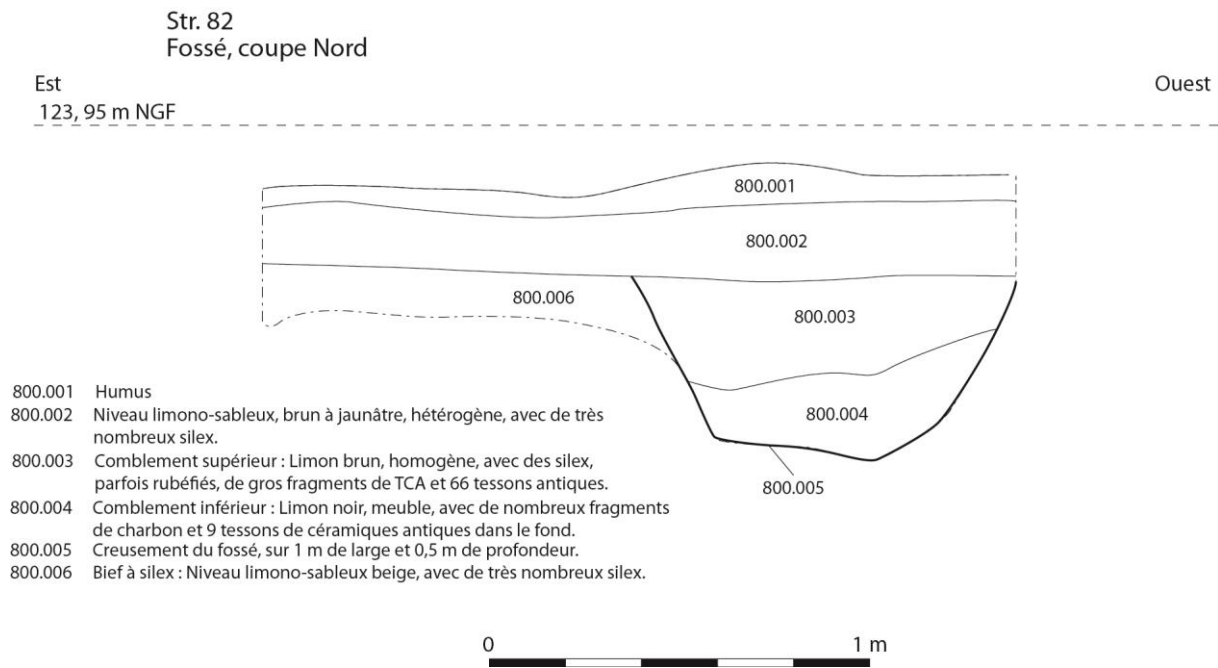 Str. 82
Fossé, coupe Nord
Est
Ouest
123, 95 m NGF
800.001
800.002
800.006
800.003
800.004
800.005
800.001 Humus
800.002 Niveau limono-sableux, brun à jaunâtre, hétérogène, avec de très
nombreux silex.
800.003 Comblement supérieur : Limon brun, homogène, avec des silex,
parfois rubéfiés, de gros fragments de TCA et 66 tessons antiques.
800.004 Comblement inférieur : Limon noir, meuble, avec de nombreux fragments
de charbon et 9 tessons de céramiques antiques dans le fond.
800.005 Creusement du fossé, sur 1 m de large et 0,5 m de profondeur.
800.006 Bief à silex : Niveau limono-sableux beige, avec de très nombreux silex.
0 1 m